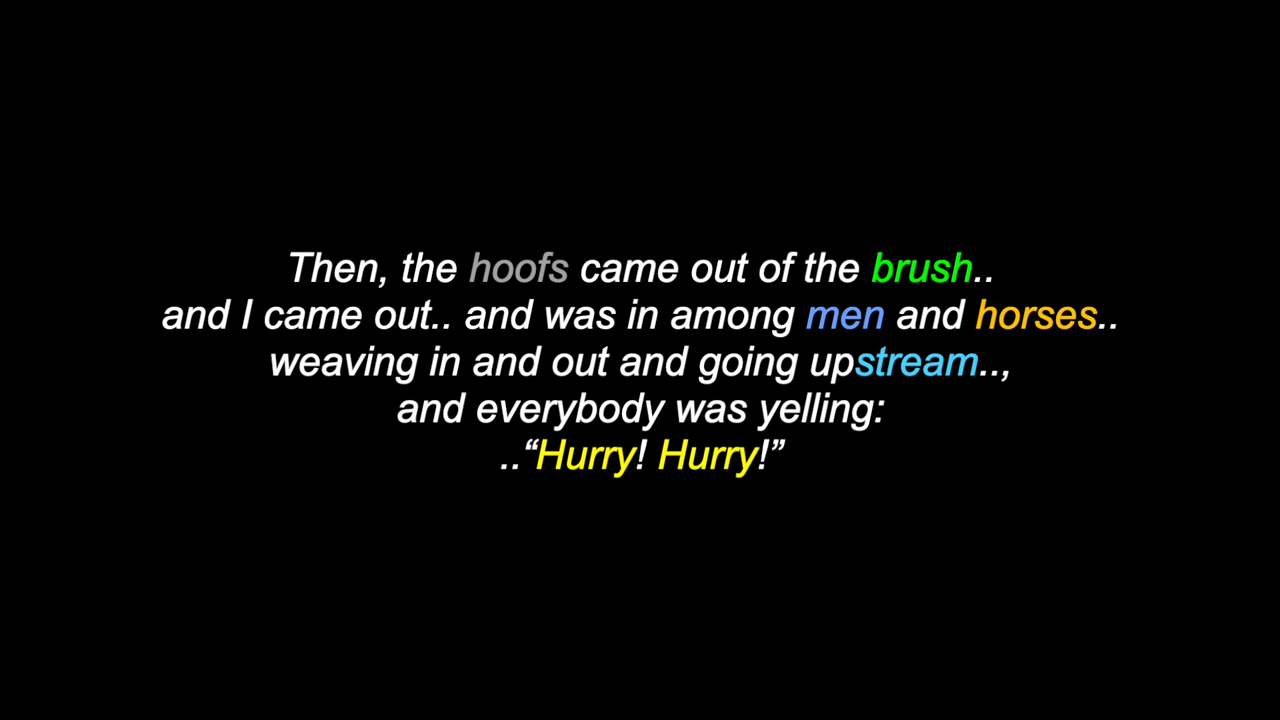 Then, the hoofs came out of the brush..
and I came out.. and was in among men and horses..
weaving in and out and going upstream..,
and everybody was yelling:
..“Hurry! Hurry!”